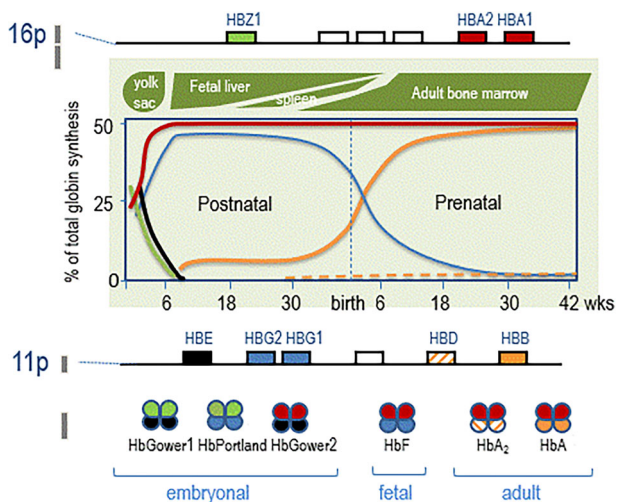 HBZ1 HBA2 HBA1
16p
yolk sac
Fetal liver
spleen
Adult bone marrow
% of total globin synthesis
50
25
0
Postnatal
Prenatal
6 18 30 birth 6 18 30 42 wks
HBE HBG2 HBG1 HBD HBB
11p
HbGower1 HbPortland HbGower2 HbF HbA₂ HbA
embryonal fetal adult